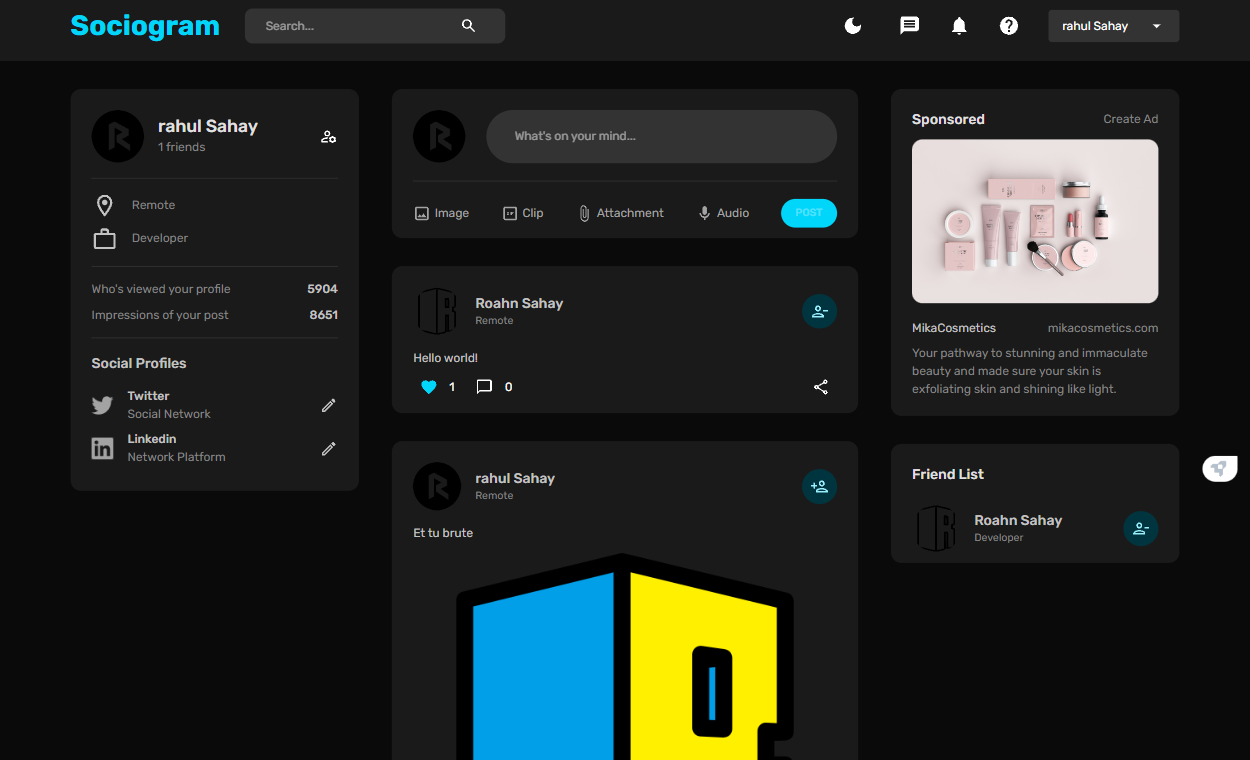 Sociogram
Search...
rahul Sahay
rahul Sahay
1 friends
Remote
Developer
Who's viewed your profile 5904
Impressions of your post 8651
Social Profiles
Twitter
Social Network
Linkedin
Network Platform
What's on your mind...
Image Clip Attachment Audio POST
Roahn Sahay
Remote
Hello world!
1 0
rahul Sahay
Remote
Et tu brute
Sponsored Create Ad
MikaCosmetics mikacosmetics.com
Your pathway to stunning and immaculate
beauty and made sure your skin is
exfoliating skin and shining like light.
Friend List
Roahn Sahay
Developer